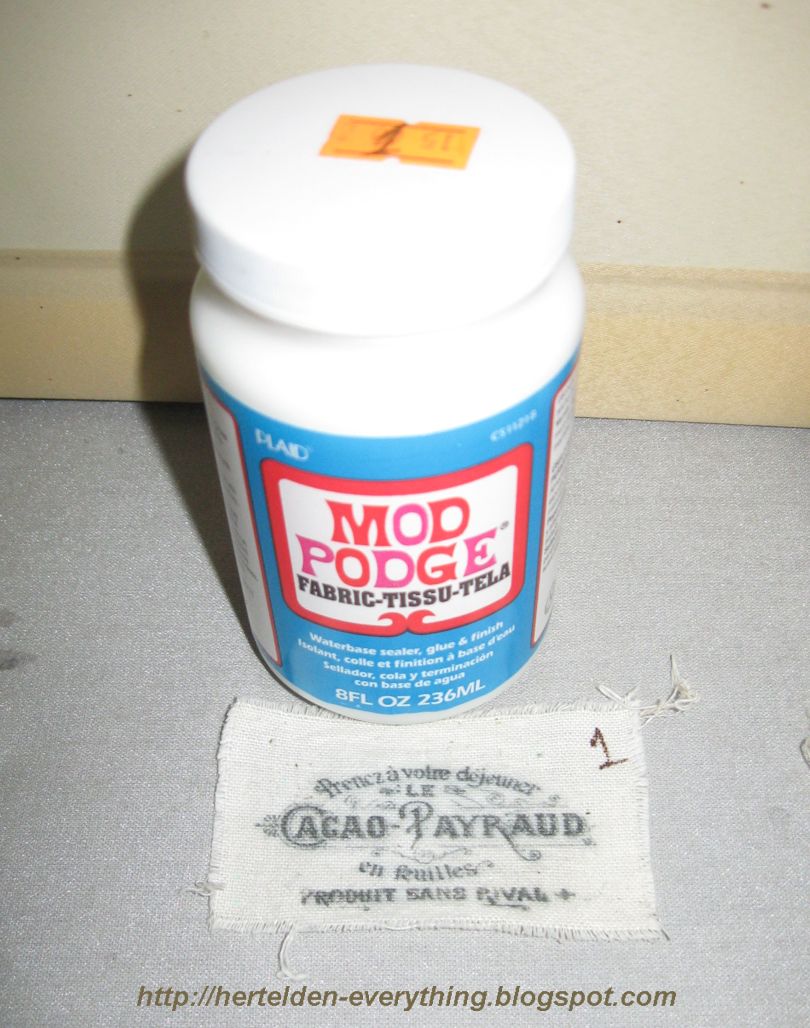 1
PLAID
CS11218
MOD
PODGE®
FABRIC-TISSU-TELA
Waterbase sealer, glue & finish
Isolant, colle et finition à base d'eau
Sellador, cola y terminación
con base de agua
8FL OZ 236ML
1
Prenez à votre déjeuner
LE
CACAO-PAYRAUD
en feuilles
PRODUIT SANS RIVAL
http://hertelden-everything.blogspot.com